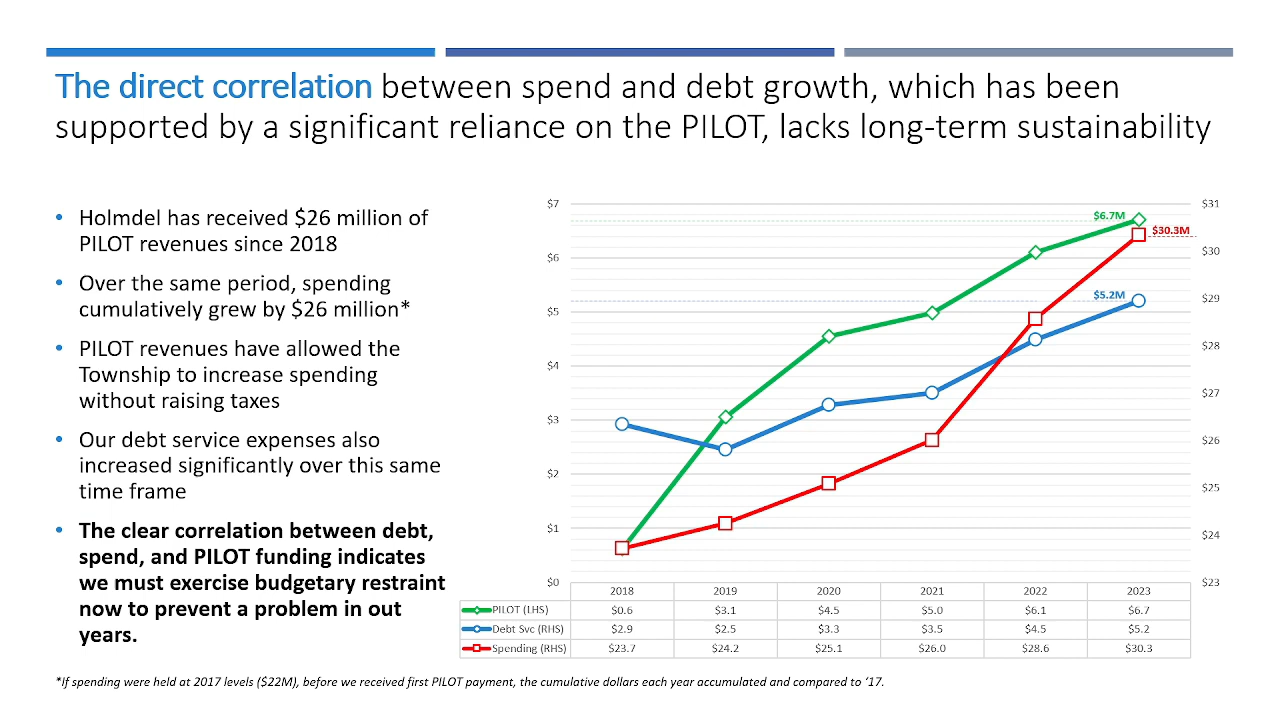 The direct correlation between spend and debt growth, which has been
supported by a significant reliance on the PILOT, lacks long-term sustainability
• Holmdel has received $26 million of
PILOT revenues since 2018
• Over the same period, spending
cumulatively grew by $26 million*
• PILOT revenues have allowed the
Township to increase spending
without raising taxes
• Our debt service expenses also
increased significantly over this same
time frame
• The clear correlation between debt,
spend, and PILOT funding indicates
we must exercise budgetary restraint
now to prevent a problem in out
years.
$7
$6
$5
$4
$3
$2
$1
$0
$6.7M
$30.3M
$5.2M
$31
$30
$29
$28
$27
$26
$25
$24
$23
2018 2019 2020 2021 2022 2023
PILOT (LHS) $0.6 $3.1 $4.5 $5.0 $6.1 $6.7
Debt Svc (RHS) $2.9 $2.5 $3.3 $3.5 $4.5 $5.2
Spending (RHS) $23.7 $24.2 $25.1 $26.0 $28.6 $30.3
*If spending were held at 2017 levels ($22M), before we received first PILOT payment, the cumulative dollars each year accumulated and compared to ‘17.